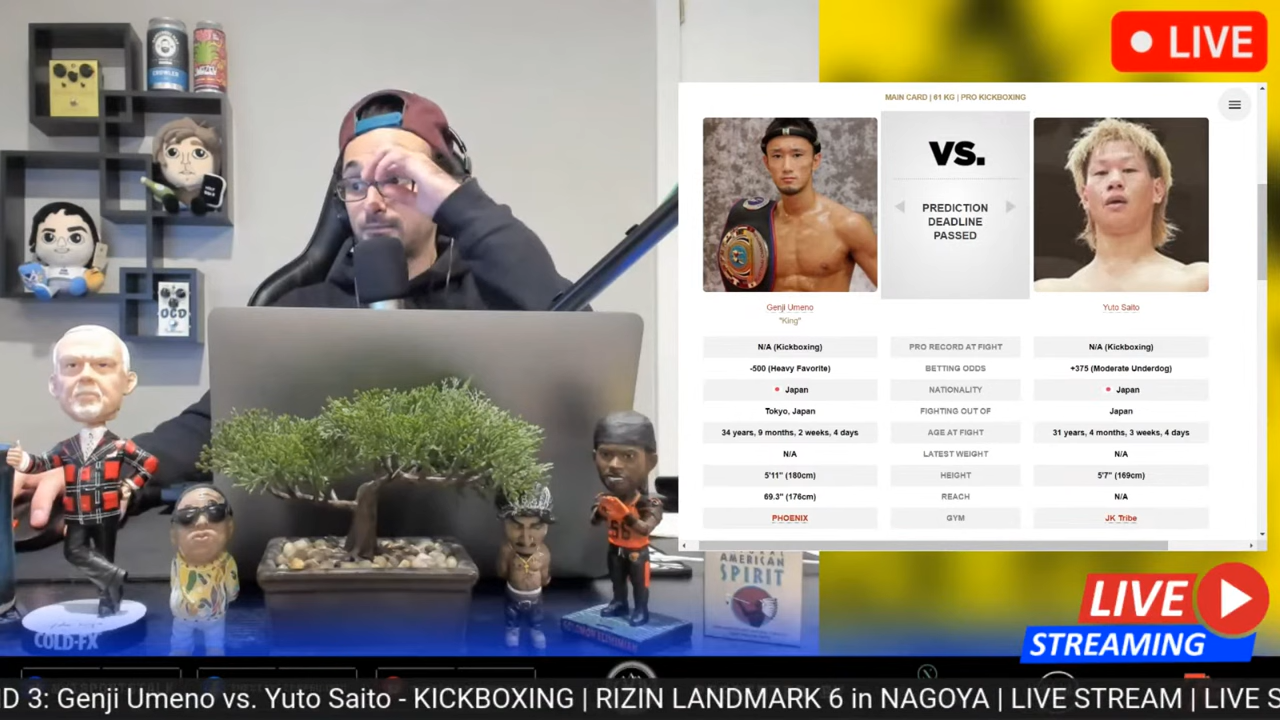 LIVE
MAIN CARD | 61 KG | PRO KICKBOXING
VS.
PREDICTION
DEADLINE
PASSED
Genji Umeno
"King"
Yuto Saito
N/A (Kickboxing) PRO RECORD AT FIGHT N/A (Kickboxing)
-500 (Heavy Favorite) BETTING ODDS +375 (Moderate Underdog)
Japan NATIONALITY Japan
Tokyo, Japan FIGHTING OUT OF Japan
34 years, 9 months, 2 weeks, 4 days AGE AT FIGHT 31 years, 4 months, 3 weeks, 4 days
N/A LATEST WEIGHT N/A
5'11" (180cm) HEIGHT 5'7" (169cm)
69.3" (176cm) REACH N/A
PHOENIX GYM JK Tribe
OCD
AMERICAN
SPIRIT
COLD-FX
LIVE
STREAMING
D 3: Genji Umeno vs. Yuto Saito - KICKBOXING | RIZIN LANDMARK 6 in NAGOYA | LIVE STREAM | LIVE S